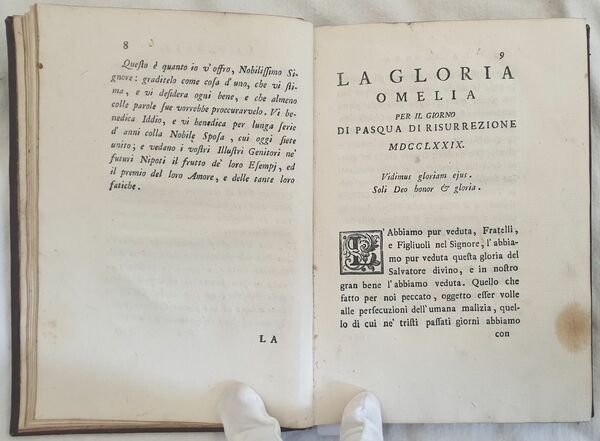 8
Questo è quanto io v'offro, Nobilissimo Si-
gnore: graditelo come cosa d'uno, che vi sti-
ma, e vi desidera ogni bene, e che almeno
colle parole sue vorrebbe proccurarvelo. Vi be-
nedica Iddio, e vi benedica per lunga serie
d'anni colla Nobile Sposa, cui oggi siete
unito; e vedano i vostri Illustri Genitori ne'
futuri Nipoti il frutto de' loro Esempj, ed
il premio del loro Amore, e delle tante loro
fatiche.
LA
9
LA GLORIA
OMELIA
PER IL GIORNO
DI PASQUA DI RISURREZIONE
MDCCLXXIX.
Vidimus gloriam ejus.
Soli Deo honor & gloria.
L'Abbiamo pur veduta, Fratelli,
e Figliuoli nel Signore, l'abbia-
mo pur veduta questa gloria del
Salvatore divino, e in nostro
gran bene l'abbiamo veduta. Quello che
fatto per noi peccato, oggetto esser volle
alle persecuzioni dell'umana malizia, quel-
lo di cui ne' tristi passati giorni abbiamo
con